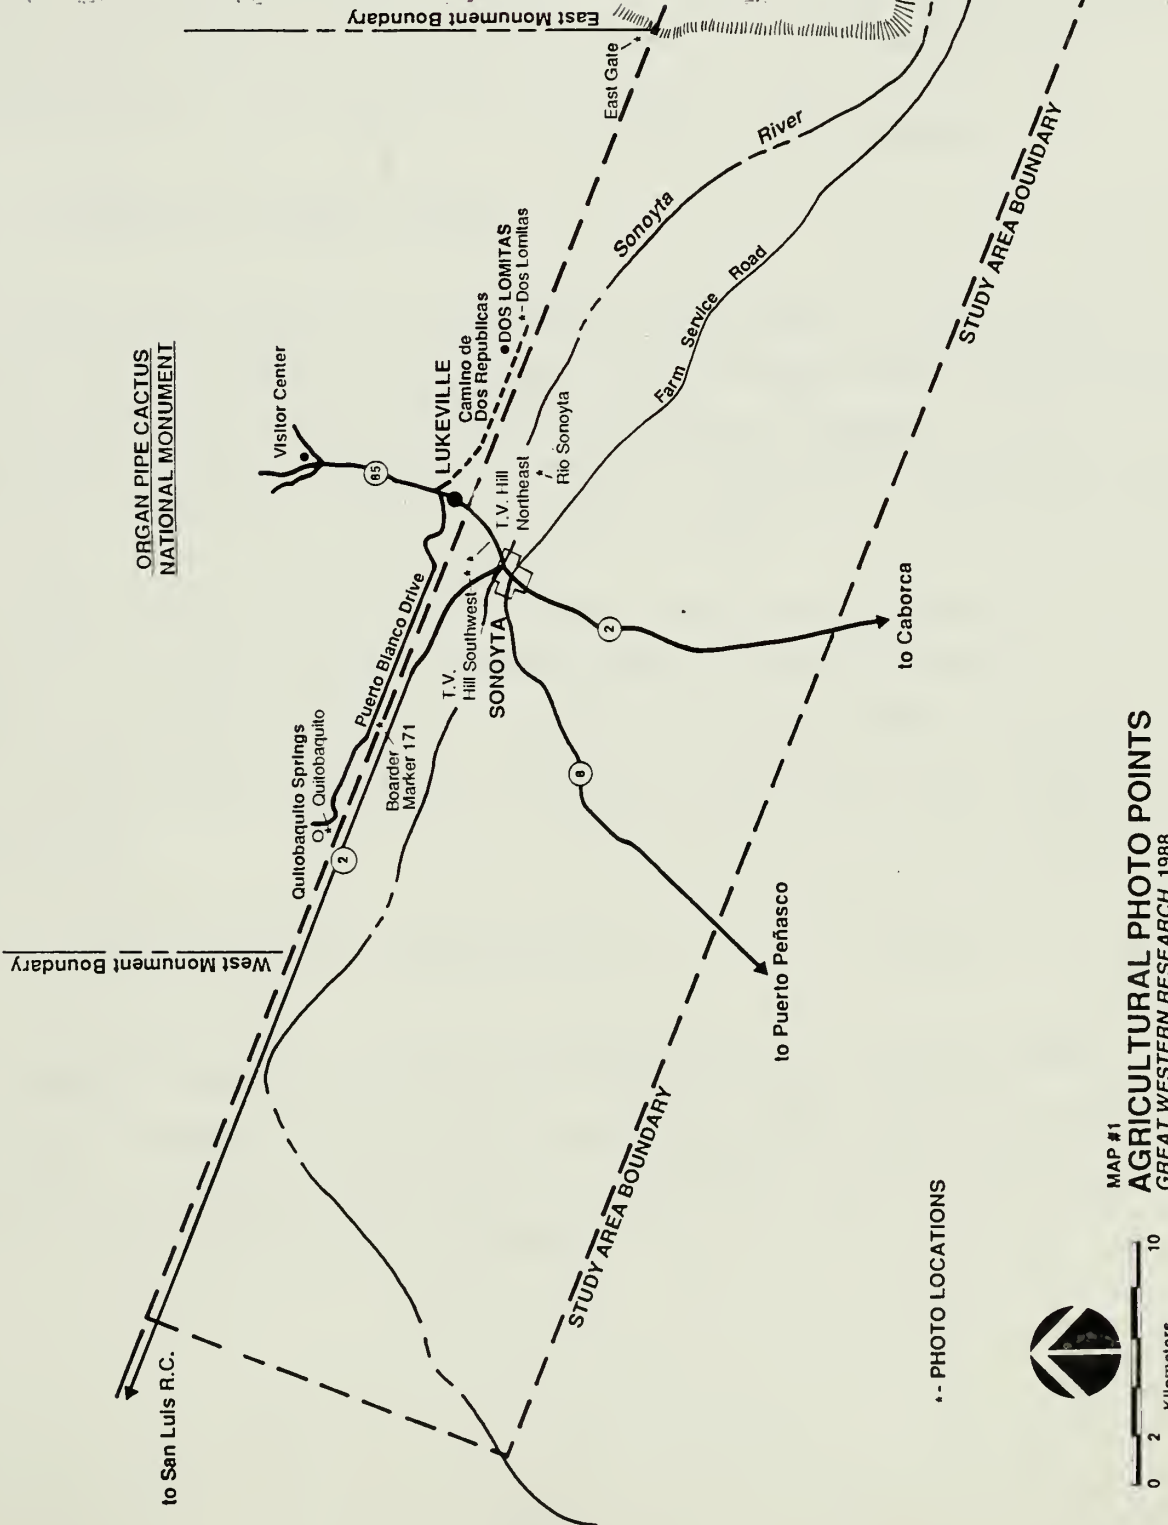 ORGAN PIPE CACTUS
NATIONAL MONUMENT
East Monument Boundary
West Monument Boundary
Visitor Center
85
LUKEVILLE
Camino de
Dos Republicas
DOS LOMITAS
*- Dos Lomitas
East Gate
Quitobaquito Springs
Quitobaquito
Puerto Blanco Drive
2
Boarder
Marker 171
T.V.
Hill Southwest
T.V. Hill
Northeast
Rio Sonoyta
SONOYTA
Sonoyta River
Farm Service Road
2
8
to San Luis R.C.
to Puerto Peñasco
to Caborca
STUDY AREA BOUNDARY
STUDY AREA BOUNDARY
*- PHOTO LOCATIONS
MAP #1
AGRICULTURAL PHOTO POINTS
GREAT WESTERN RESEARCH, 1988
0 2 10
Kilometers